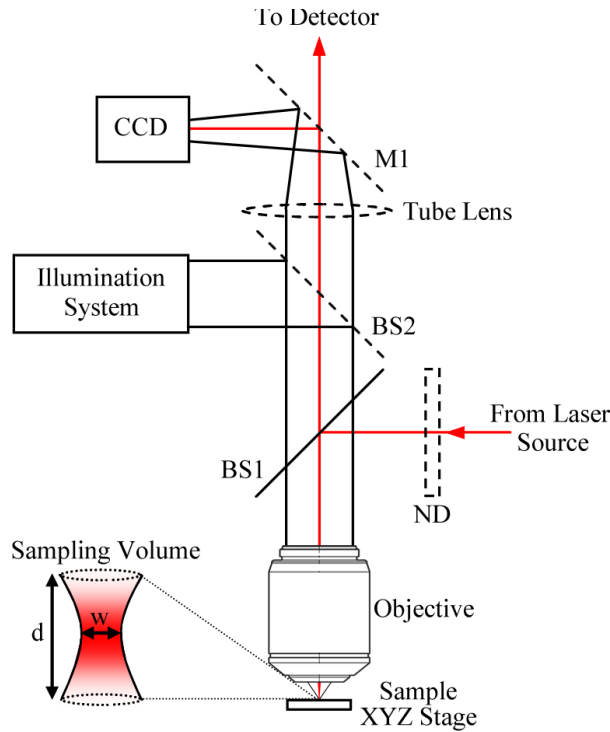 To Detector
CCD
M1
Tube Lens
Illumination
System
BS2
From Laser
Source
BS1
ND
Sampling Volume
w
d
Objective
Sample
XYZ Stage